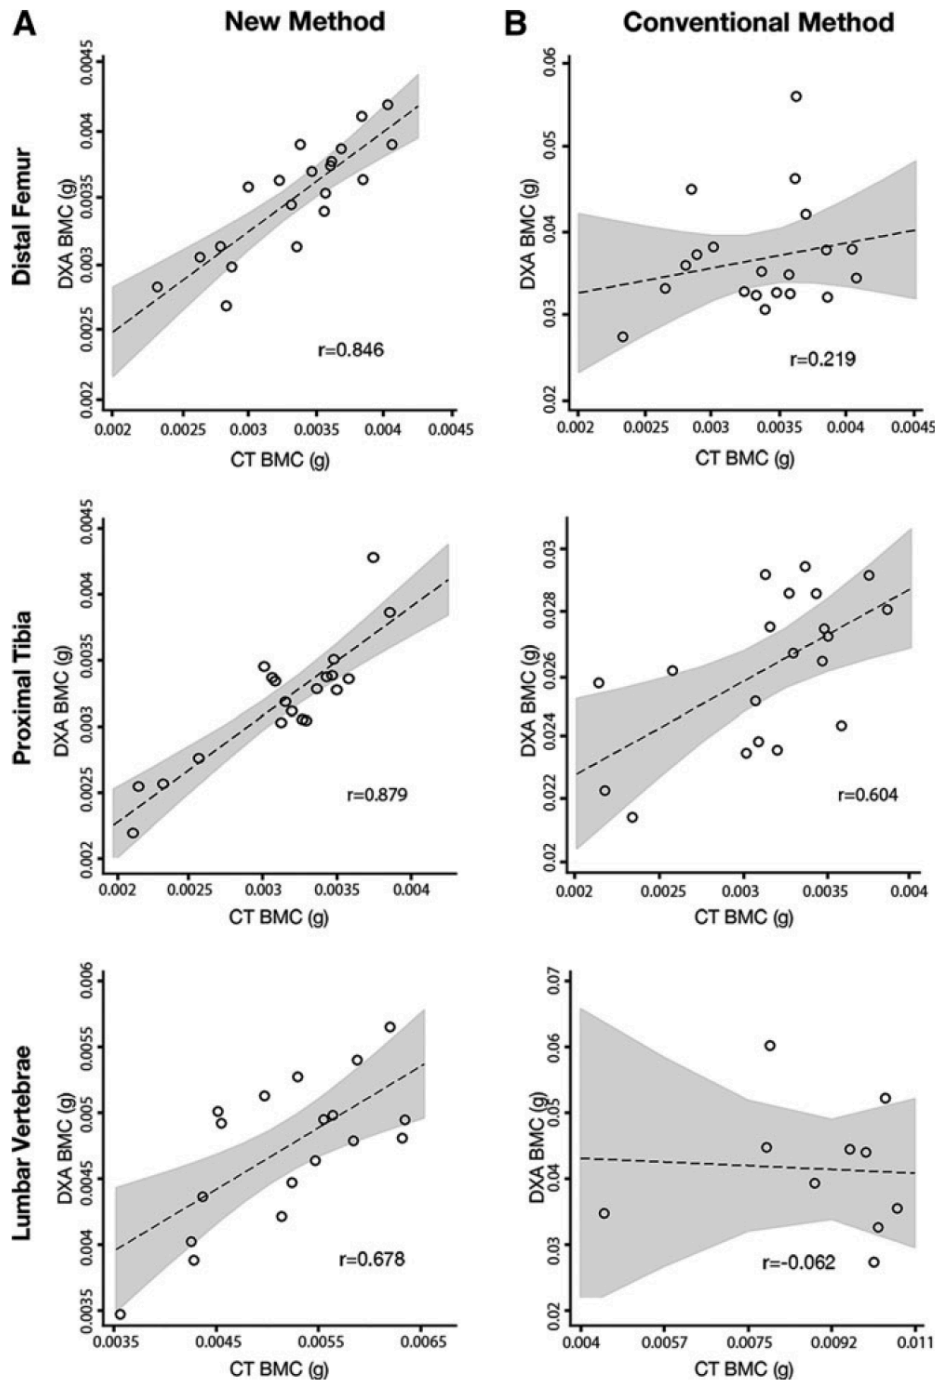 A New Method B Conventional Method
Distal Femur
DXA BMC (g)
0.0045
0.004
0.0035
0.003
0.0025
0.002
r=0.846
0.002 0.0025 0.003 0.0035 0.004 0.0045
CT BMC (g)
DXA BMC (g)
0.06
0.05
0.04
0.03
0.02
r=0.219
0.002 0.0025 0.003 0.0035 0.004 0.0045
CT BMC (g)
Proximal Tibia
DXA BMC (g)
0.0045
0.004
0.0035
0.003
0.0025
0.002
r=0.879
0.002 0.0025 0.003 0.0035 0.004
CT BMC (g)
DXA BMC (g)
0.03
0.028
0.026
0.024
0.022
0.02
r=0.604
0.002 0.0025 0.003 0.0035 0.004
CT BMC (g)
Lumbar Vertebrae
DXA BMC (g)
0.006
0.0055
0.005
0.0045
0.004
0.0035
r=0.678
0.0035 0.0045 0.0055 0.0065
CT BMC (g)
DXA BMC (g)
0.07
0.06
0.05
0.04
0.03
0.02
r=-0.062
0.004 0.0057 0.0075 0.0092 0.011
CT BMC (g)